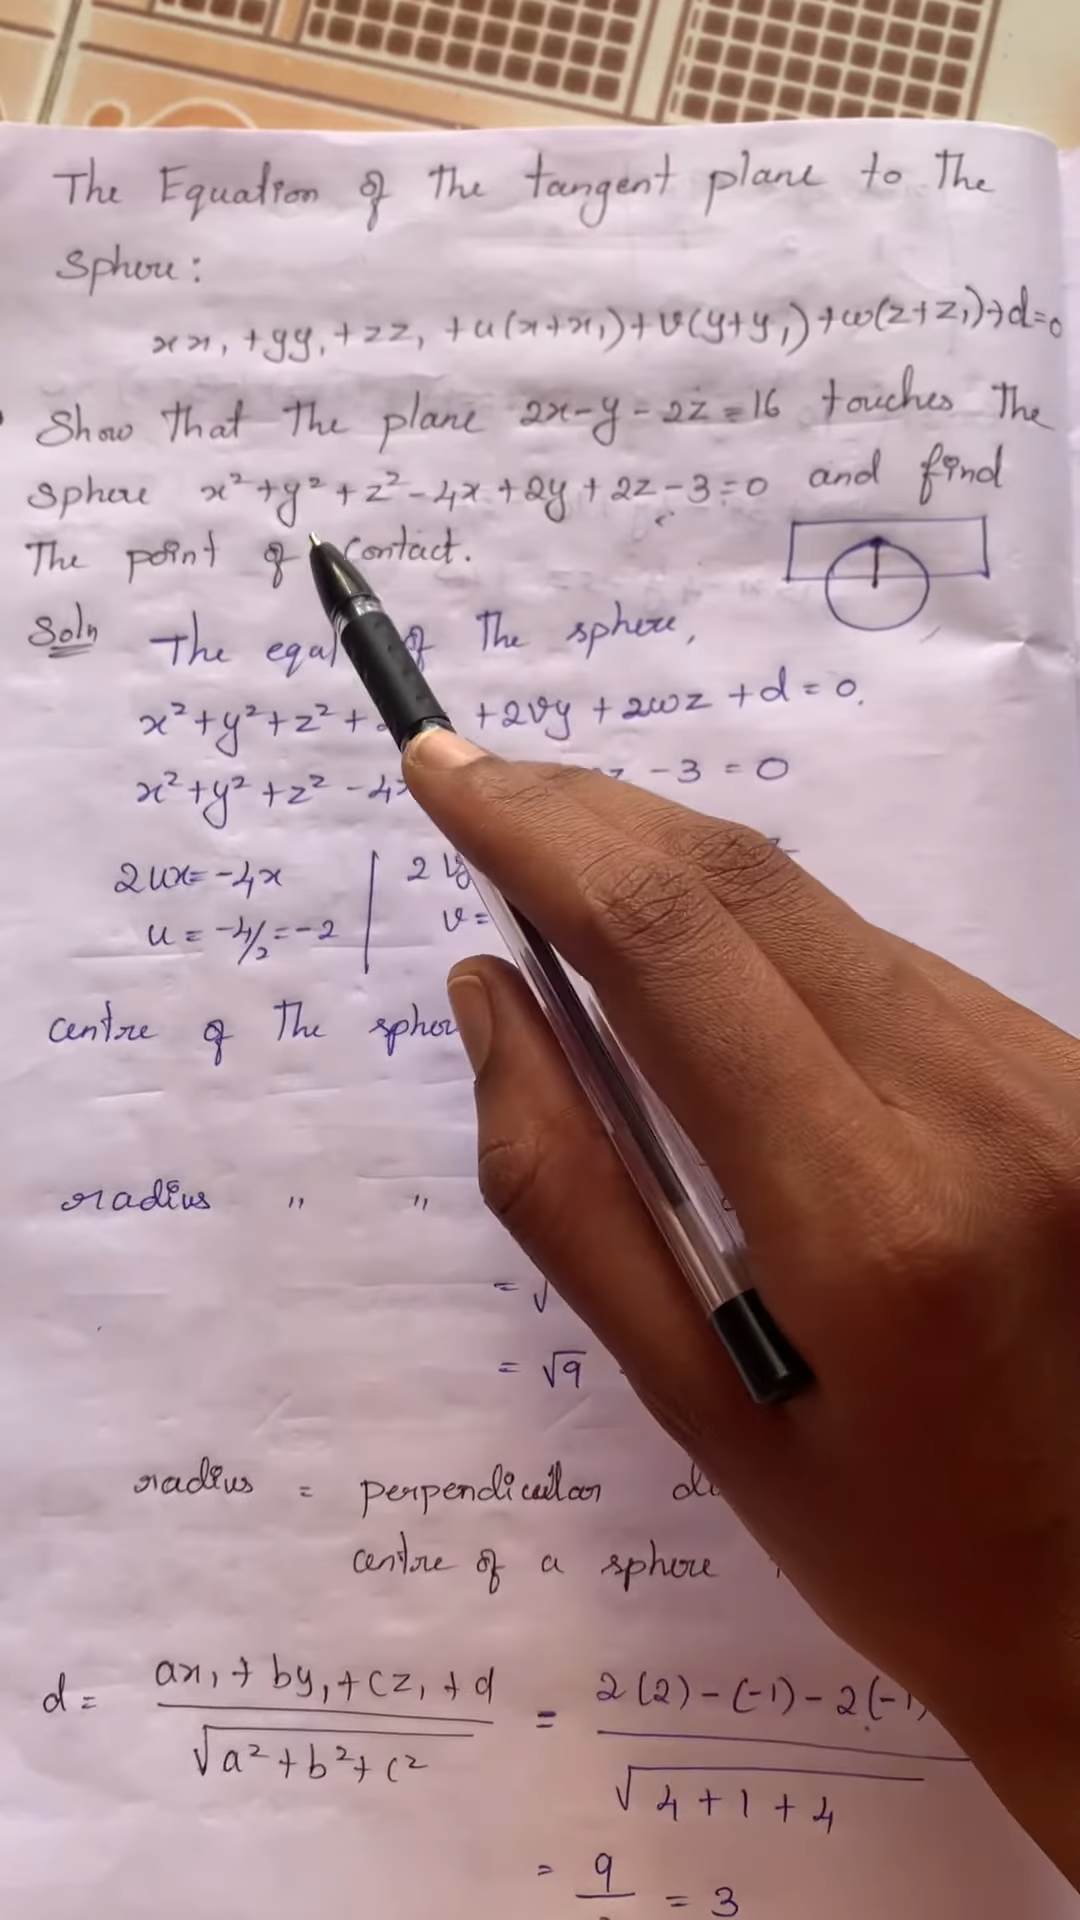 The Equation of the tangent plane to the
Sphere:
xx₁ + yy₁ + zz₁ + u(x+x₁) + v(y+y₁) + w(z+z₁) + d = 0
Show that the plane 2x - y - 2z = 16 touches the
sphere x² + y² + z² - 4x + 2y + 2z - 3 = 0 and find
The point of contact.
Soln The of the sphere,
x² + y² + z² + + 2vy + 2wz + d = 0.
x² + y² + z² - 4x - 3 = 0
2ux = -4x | 2vy
u = -4/2 = -2 | v =
centre of the
radius " "
= √
= √9
radius = perpendicular
centre of a sphere
d = ax₁ + by₁ + cz₁ + d / √a² + b² + c² = 2(2) - (-1) - 2(-1) / √4 + 1 + 4
= 9 / = 3